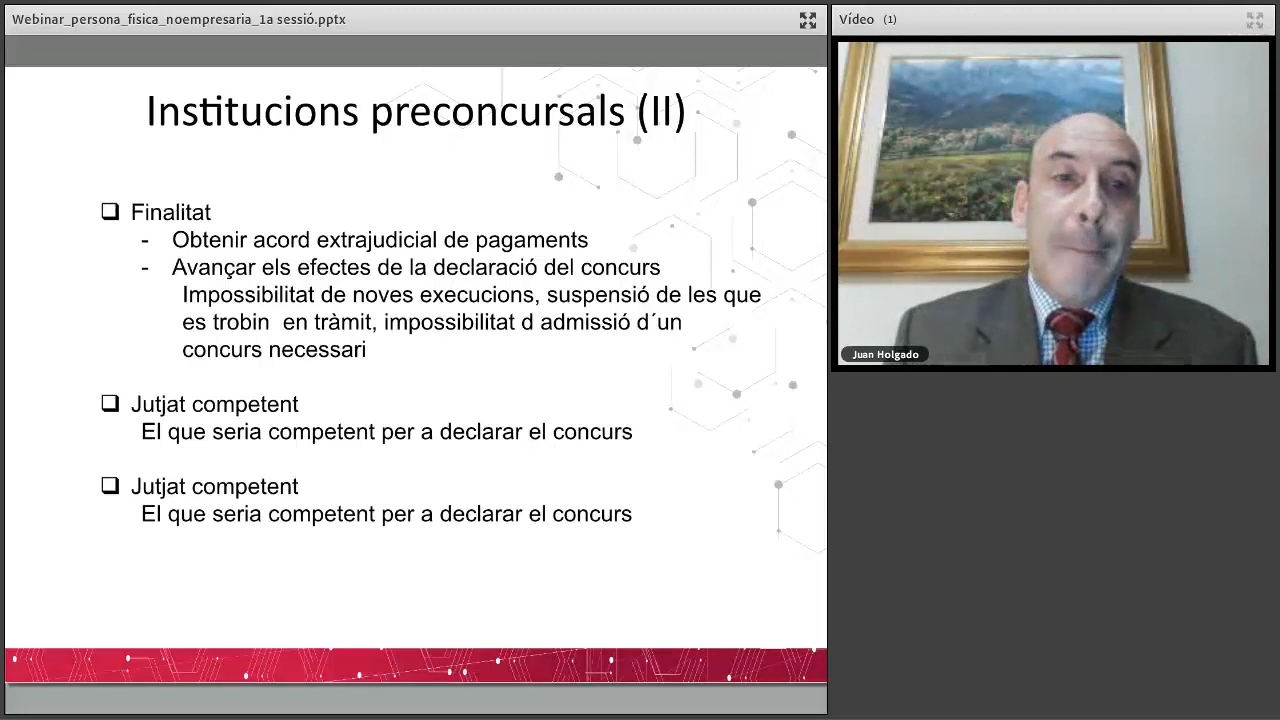 Webinar_persona_fisica_noempresaria_1a sessió.pptx
Vídeo (1)
Institucions preconcursals (II)
❑ Finalitat
- Obtenir acord extrajudicial de pagaments
- Avançar els efectes de la declaració del concurs
Impossibilitat de noves execucions, suspensió de les que
es trobin  en tràmit, impossibilitat d admissió d´un
concurs necessari
❑ Jutjat competent
El que seria competent per a declarar el concurs
❑ Jutjat competent
El que seria competent per a declarar el concurs
Juan Holgado